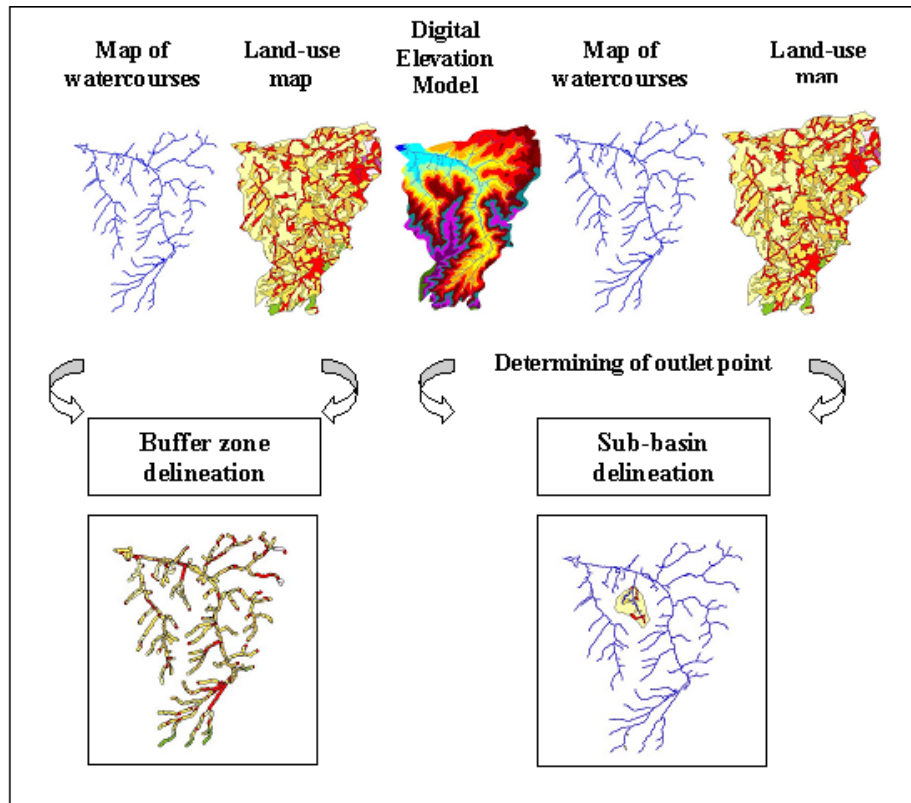 Map of
watercourses
Land-use
map
Digital
Elevation
Model
Map of
watercourses
Land-use
map
Determining of outlet point
Buffer zone
delineation
Sub-basin
delineation